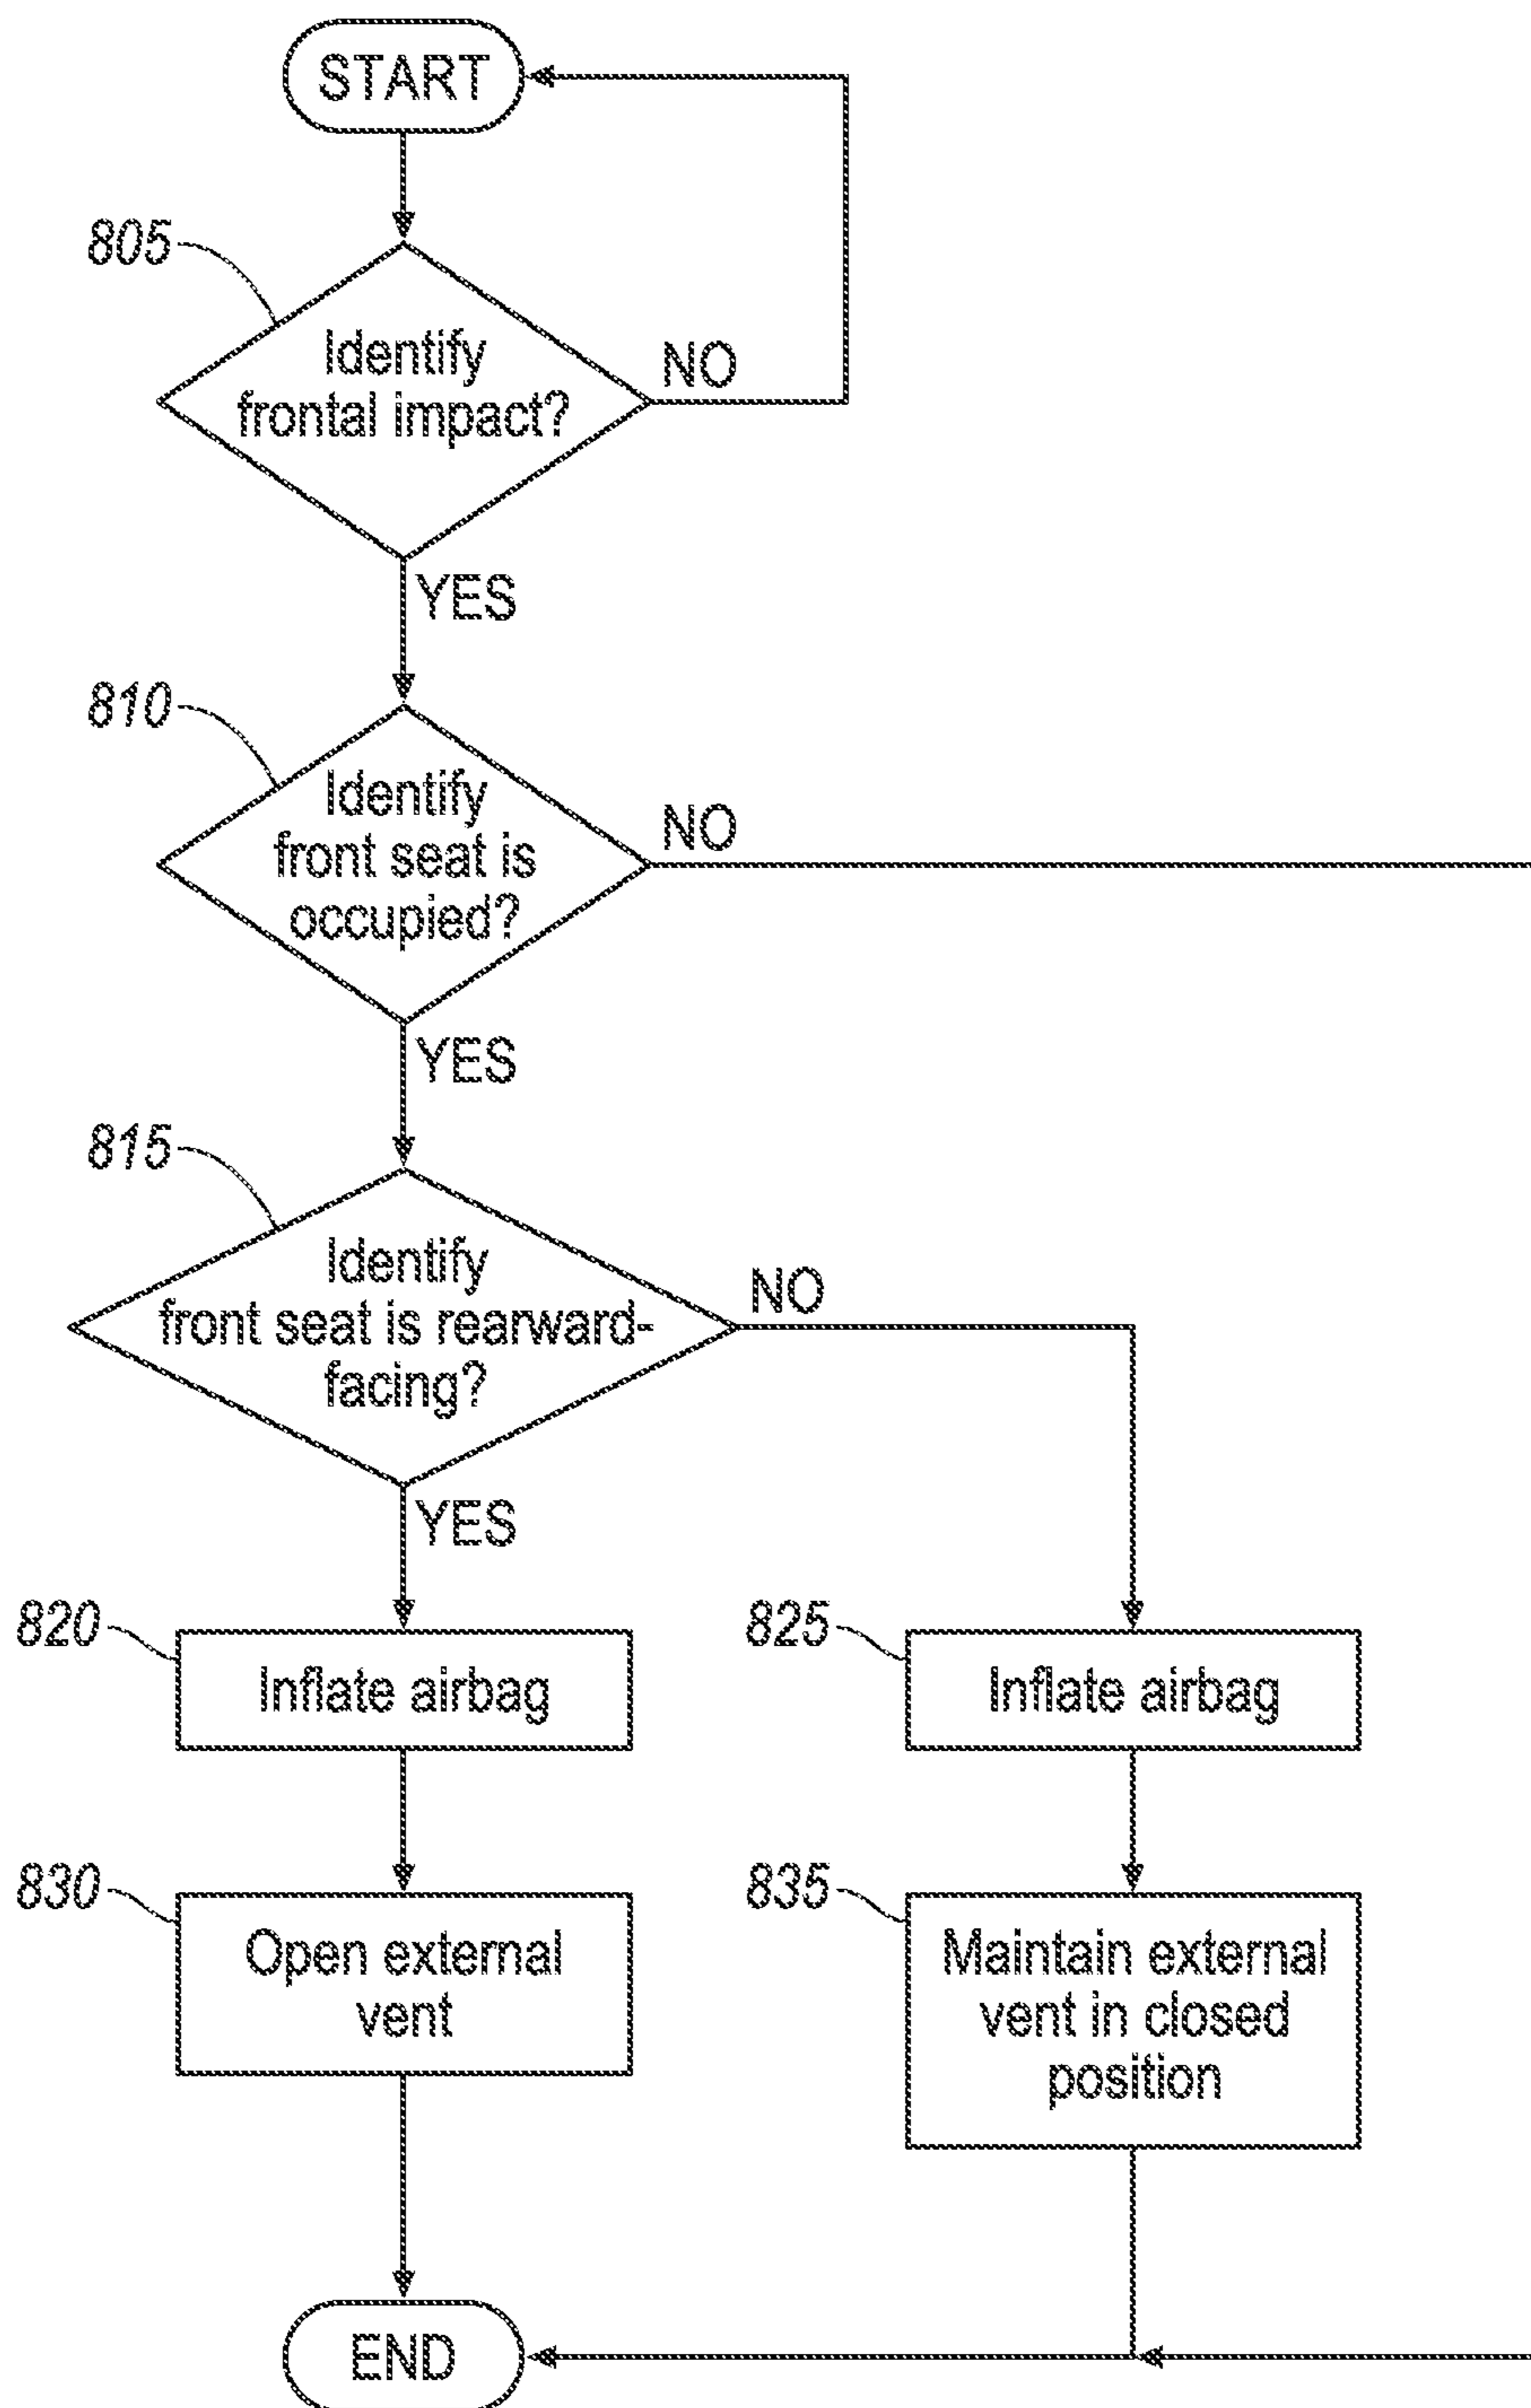 START
805
Identify
frontal impact?
NO
YES
810
Identify
front seat is
occupied?
NO
YES
815
Identify
front seat is rearward-
facing?
NO
YES
820
Inflate airbag
825
Inflate airbag
830
Open external
vent
835
Maintain external
vent in closed
position
END